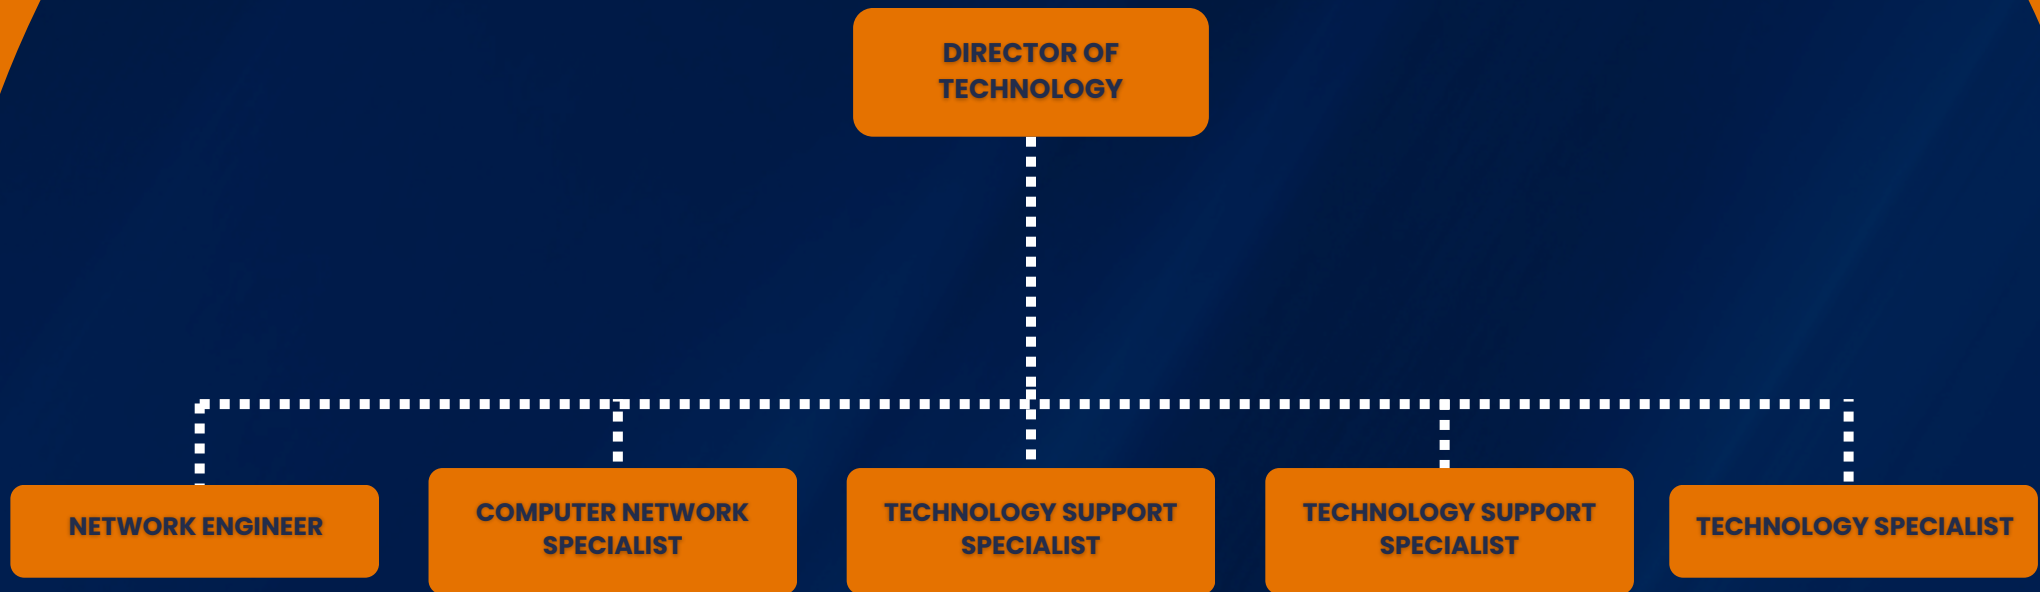 DIRECTOR OF
TECHNOLOGY
NETWORK ENGINEER
COMPUTER NETWORK
SPECIALIST
TECHNOLOGY SUPPORT
SPECIALIST
TECHNOLOGY SUPPORT
SPECIALIST
TECHNOLOGY SPECIALIST